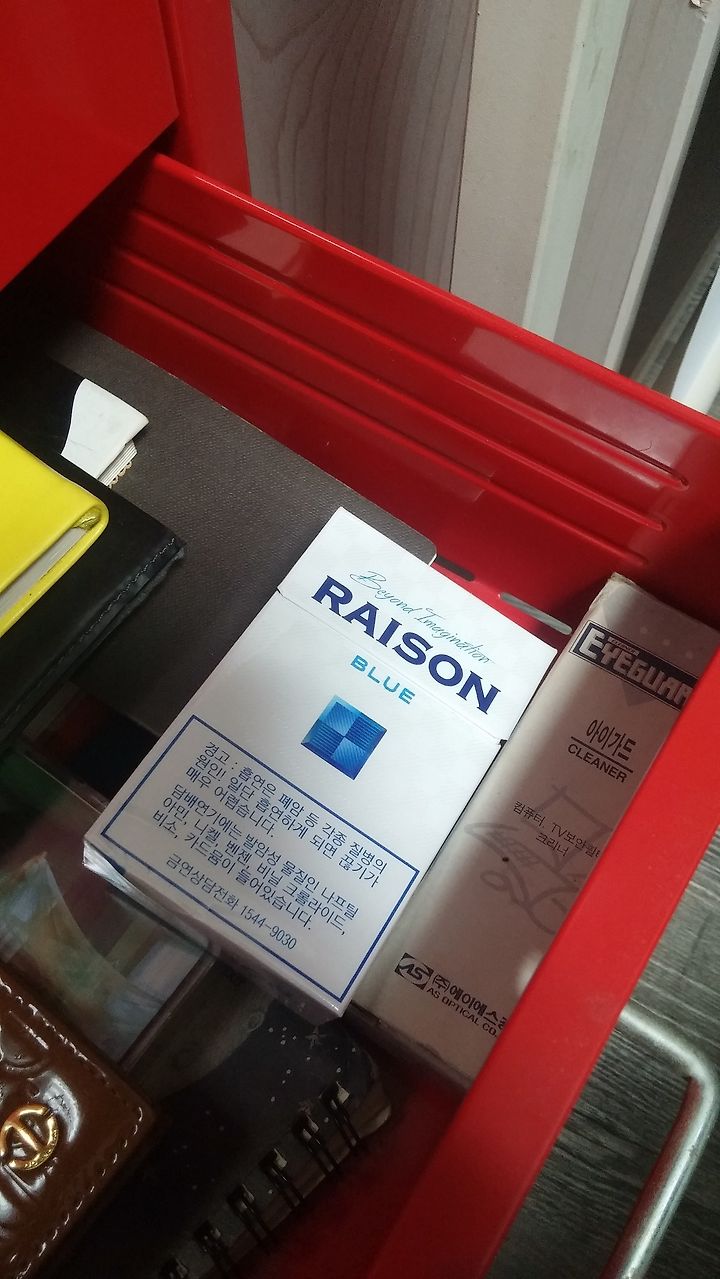 Beyond Imagination
RAISON
BLUE
경고 : 흡연은 폐암 등 각종 질병의
원인! 일단 흡연하게 되면 끊기가
매우 어렵습니다.
담배연기에는 발암성 물질인 나프틸
아민, 니켈, 벤젠, 비닐 크롤라이드,
비소, 카드뮴이 들어있습니다.
금연상담전화 1544-9030
EYEGUAR
아이가드
CLEANER
컴퓨터, TV보안
크리너
AS
(주)에이에스
AS OPTICAL CO.